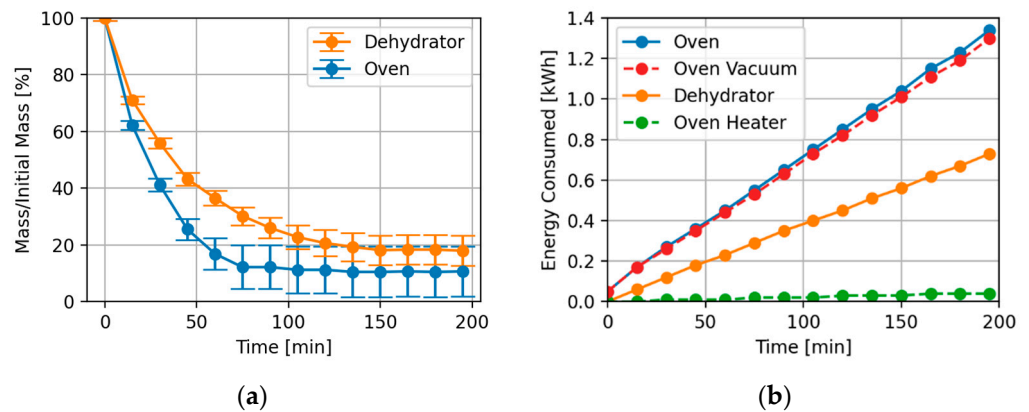 100
80
60
40
20
0
Mass/Initial Mass [%]
Dehydrator
Oven
0
50
100
150
200
Time [min]
(a)
1.4
1.2
1.0
0.8
0.6
0.4
0.2
0.0
Energy Consumed [kWh]
Oven
Oven Vacuum
Dehydrator
Oven Heater
0
50
100
150
200
Time [min]
(b)